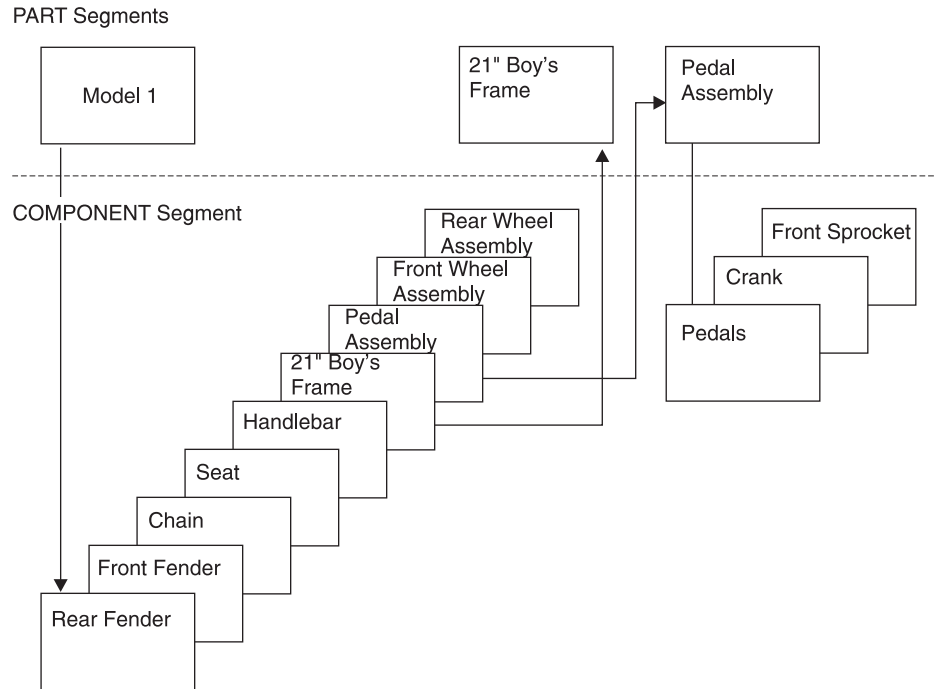 PART Segments
Model 1
21" Boy's
Frame
Pedal
Assembly
COMPONENT Segment
Rear Wheel
Assembly
Front Wheel
Assembly
Pedal
Assembly
21" Boy's
Frame
Handlebar
Seat
Chain
Front Fender
Rear Fender
Front Sprocket
Crank
Pedals